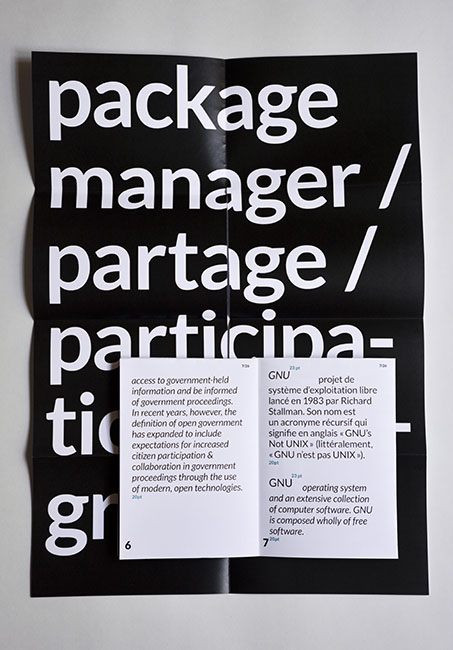 package
manager /
partage /
participa-
tio
-
gr
7/26
access to government-held
information and be informed
of government proceedings.
In recent years, however, the
definition of open government
has expanded to include
expectations for increased
citizen participation &
collaboration in government
proceedings through the use
of modern, open technologies.
20pt
6
7/26
23 pt
GNU projet de
système d'exploitation libre
lancé en 1983 par Richard
Stallman. Son nom est
un acronyme récursif qui
signifie en anglais « GNU's
Not UNIX » (littéralement,
« GNU n'est pas UNIX »).
20pt
23 pt
GNU operating system
and an extensive collection
of computer software. GNU
is composed wholly of free
software.
20pt
7